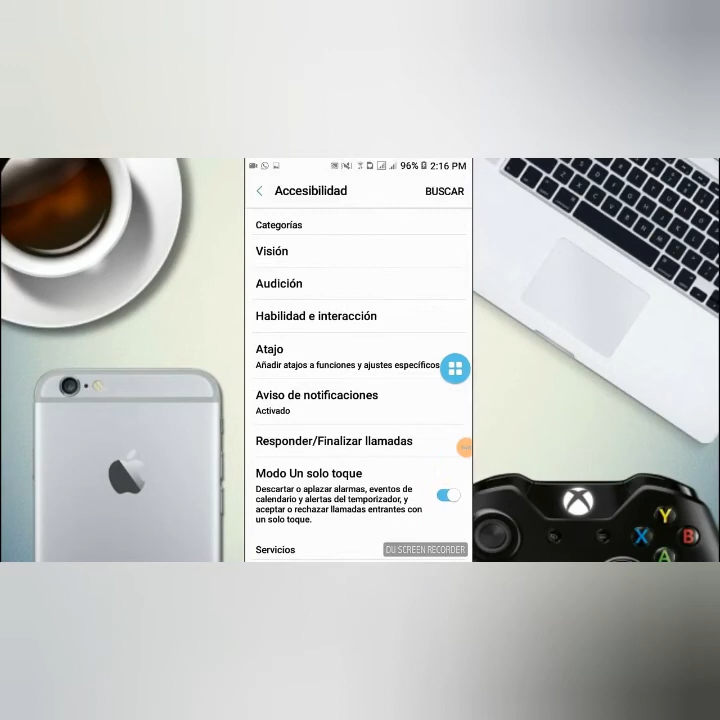 96% 2:16 PM
Accesibilidad
BUSCAR
Categorías
Visión
Audición
Habilidad e interacción
Atajo
Añadir atajos a funciones y ajustes específicos
Aviso de notificaciones
Activado
Responder/Finalizar llamadas
Modo Un solo toque
Descartar o aplazar alarmas, eventos de
calendario y alertas del temporizador, y
aceptar o rechazar llamadas entrantes con
un solo toque.
Servicios
DU SCREEN RECORDER
Y
X
B
A